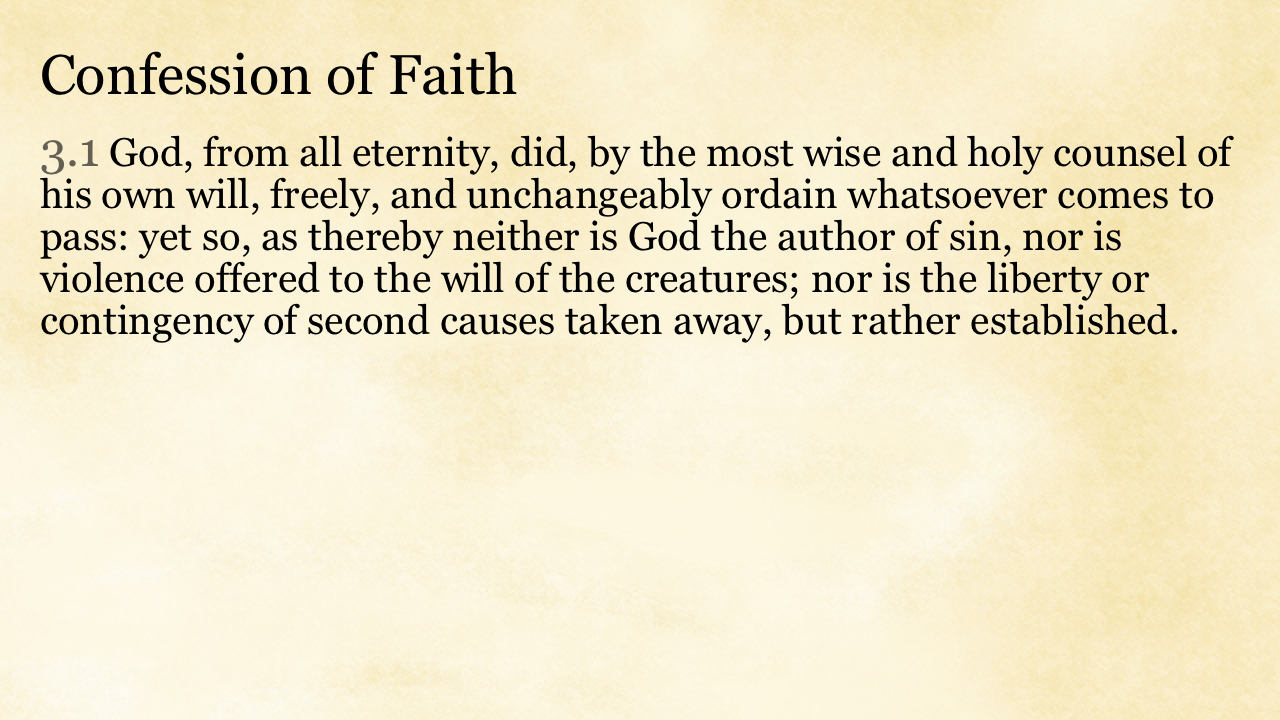 Confession of Faith
3.1 God, from all eternity, did, by the most wise and holy counsel of
his own will, freely, and unchangeably ordain whatsoever comes to
pass: yet so, as thereby neither is God the author of sin, nor is
violence offered to the will of the creatures; nor is the liberty or
contingency of second causes taken away, but rather established.